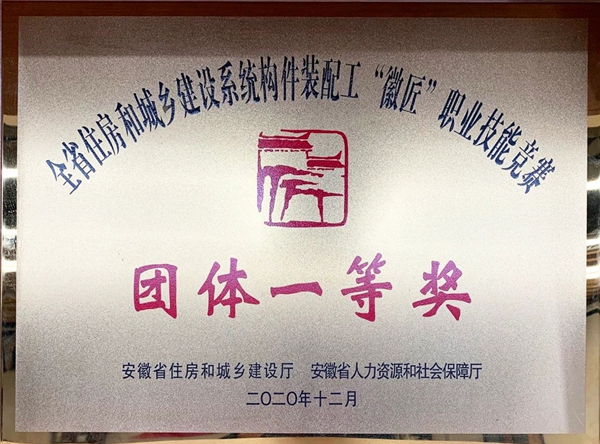 全省住房和城乡建设系统构件装配工“徽匠”职业技能竞赛
团体一等奖
安徽省住房和城乡建设厅 安徽省人力资源和社会保障厅
二〇二〇年十二月